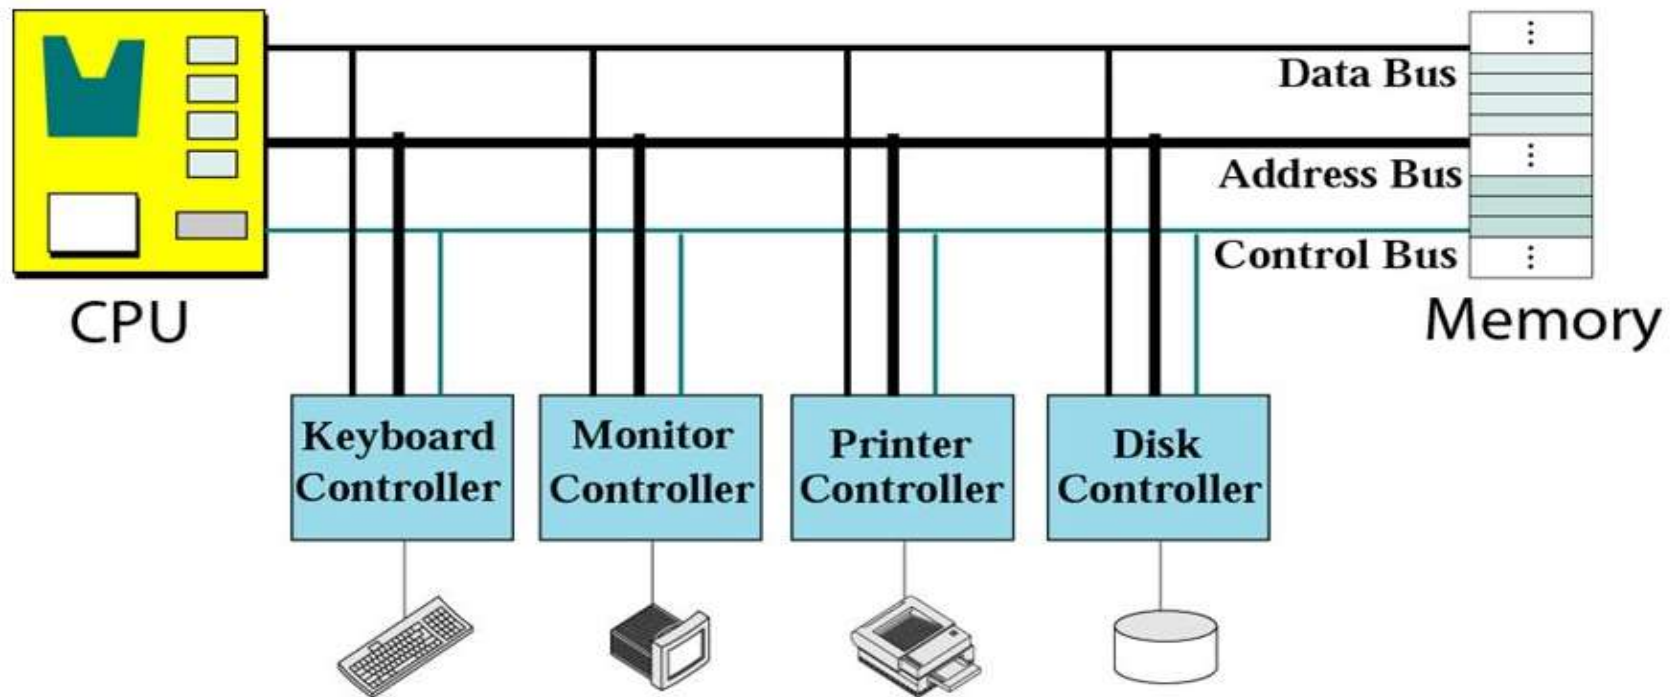 Data Bus
Address Bus
Control Bus
CPU
Memory
Keyboard
Controller
Monitor
Controller
Printer
Controller
Disk
Controller